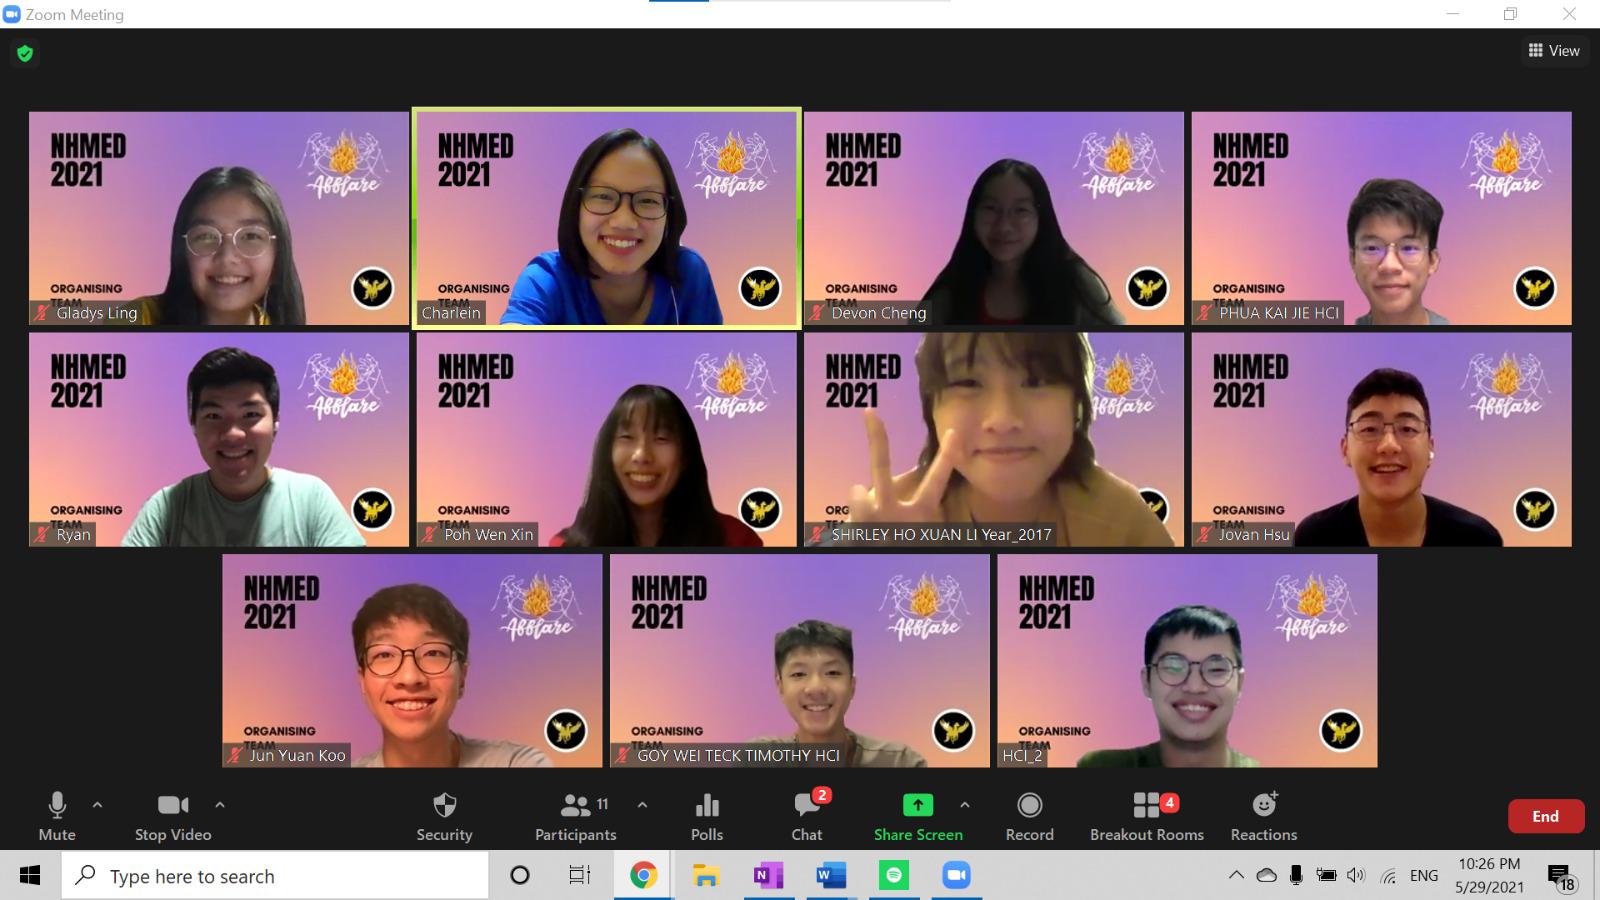 Zoom Meeting
View
NHMED
2021
Afflare
ORGANISING
TEAM
Gladys Ling
NHMED
2021
Afflare
ORGANISING
TEAM
Charlein
NHMED
2021
Afflare
ORGANISING
TEAM
Devon Cheng
NHMED
2021
Afflare
ORGANISING
TEAM
PHUA KAI JIE HCI
NHMED
2021
Afflare
ORGANISING
TEAM
Ryan
NHMED
2021
Afflare
ORGANISING
TEAM
Poh Wen Xin
NHMED
2021
Afflare
SHIRLEY HO XUAN LI Year_2017
NHMED
2021
Afflare
ORGANISING
TEAM
Jovan Hsu
NHMED
2021
Afflare
ORGANISING
TEAM
Jun Yuan Koo
NHMED
2021
Afflare
ORGANISING
TEAM
GOY WEI TECK TIMOTHY HCI
NHMED
2021
Afflare
ORGANISING
TEAM
HCI_2
Mute
Stop Video
Security
11
Participants
Polls
2
Chat
Share Screen
Record
4
Breakout Rooms
Reactions
End
Type here to search
N
W
ENG
10:26 PM
5/29/2021
18